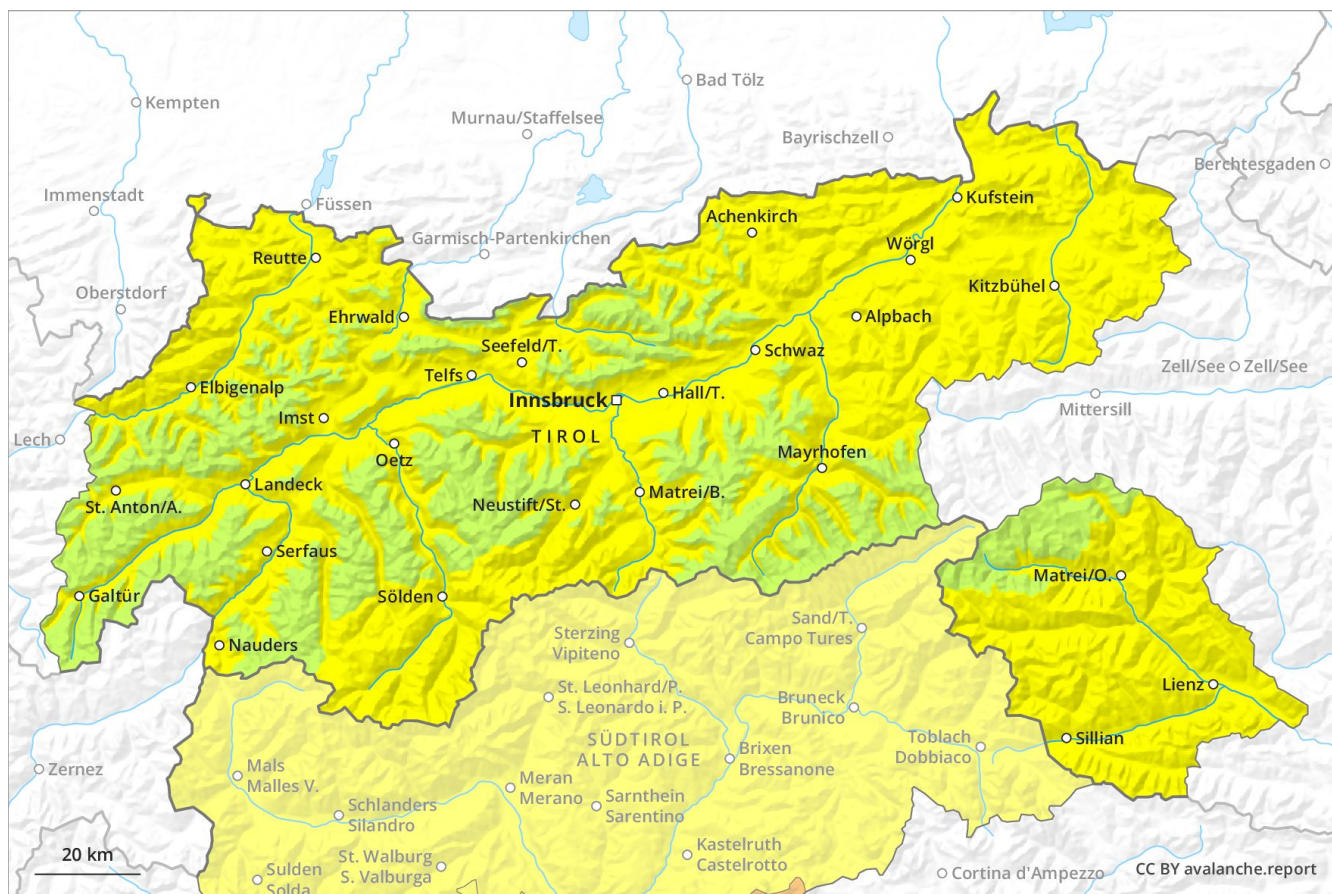 Kempten
Bad Tölz
Murnau/Staffelsee
Bayrischzell
Berchtesgaden
Immenstadt
Füssen
Kufstein
Achenkirch
Garmisch-Partenkirchen
Wörgl
Reutte
Oberstdorf
Kitzbühel
Ehrwald
Alpbach
Seefeld/T.
Schwaz
Zell/See
Zell/See
Telfs
Elbigenalp
Innsbruck
Hall/T.
Mittersill
Imst
TIROL
Lech
Oetz
Mayrhofen
Landeck
Matrei/B.
St. Anton/A.
Neustift/St.
Serfaus
Matrei/O.
Galtür
Sölden
Sand/T.
Campo Tures
Sterzing
Vipiteno
Nauders
Lienz
St. Leonhard/P.
S. Leonardo i. P.
Bruneck
Brunico
SÜDTIROL
ALTO ADIGE
Toblach
Dobbiaco
Sillian
Brixen
Bressanone
Zernez
Mals
Malles V.
Meran
Merano
Sarnthein
Sarentino
Schlanders
Silandro
20 km
St. Walburg
S. Valburga
Kastelruth
Castelrotto
Sulden
Solda
Cortina d'Ampezzo
CC BY avalanche.report